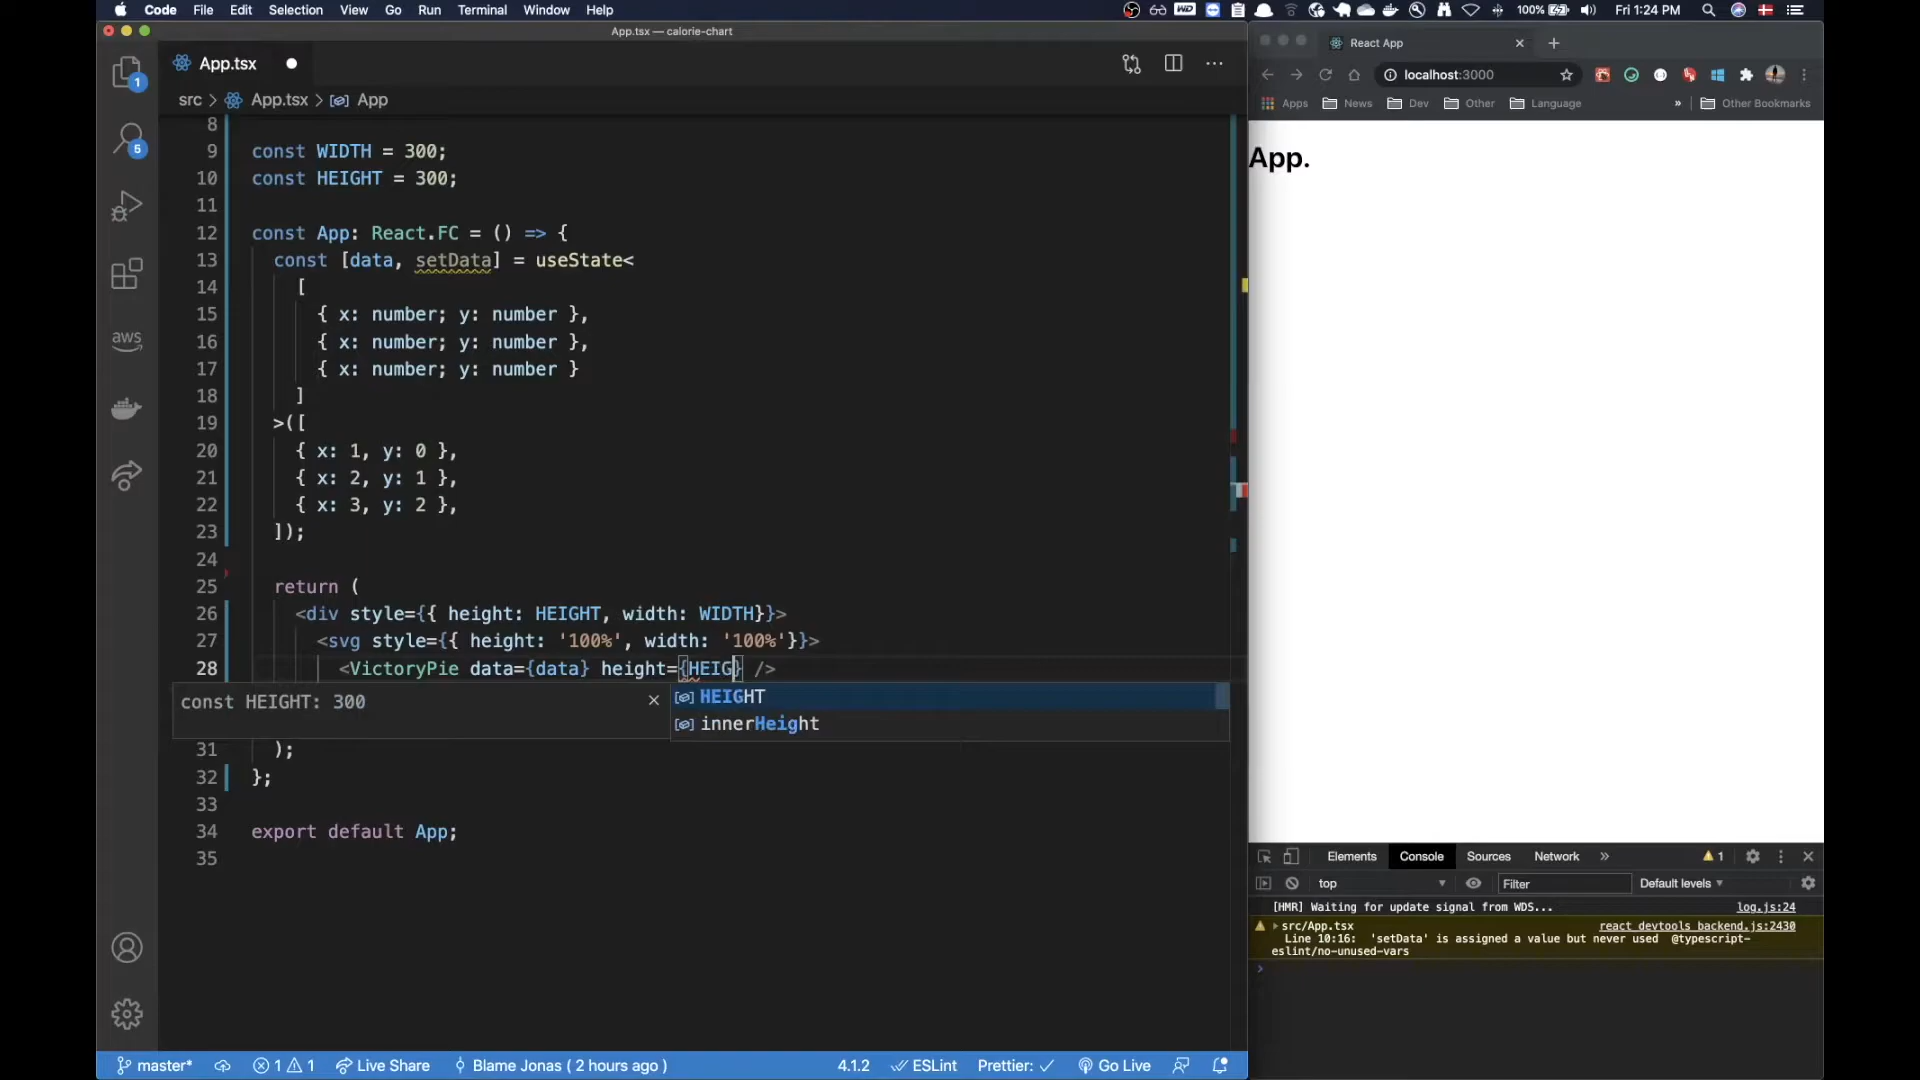 Code File Edit Selection View Go Run Terminal Window Help
100% Fri 1:24 PM
App.tsx — calorie-chart
App.tsx
src > App.tsx > App
8
9 const WIDTH = 300;
10 const HEIGHT = 300;
11
12 const App: React.FC = () => {
13 const [data, setData] = useState<
14 [
15 { x: number; y: number },
16 { x: number; y: number },
17 { x: number; y: number }
18 ]
19 >([
20 { x: 1, y: 0 },
21 { x: 2, y: 1 },
22 { x: 3, y: 2 },
23 ]);
24
25 return (
26 <div style={{ height: HEIGHT, width: WIDTH}}>
27 <svg style={{ height: '100%', width: '100%'}}>
28 <VictoryPie data={data} height={HEIG} />
const HEIGHT: 300
HEIGHT
innerHeight
31 );
32 };
33
34 export default App;
35
1
5
aws
master* 1 1 Live Share Blame Jonas ( 2 hours ago ) 4.1.2 ESLint Prettier: Go Live
React App
localhost:3000
Apps News Dev Other Language » Other Bookmarks
App.
Elements Console Sources Network » 1
top Filter Default levels
[HMR] Waiting for update signal from WDS... log.js:24
src/App.tsx react_devtools_backend.js:2430
Line 10:16: 'setData' is assigned a value but never used @typescript-
eslint/no-unused-vars